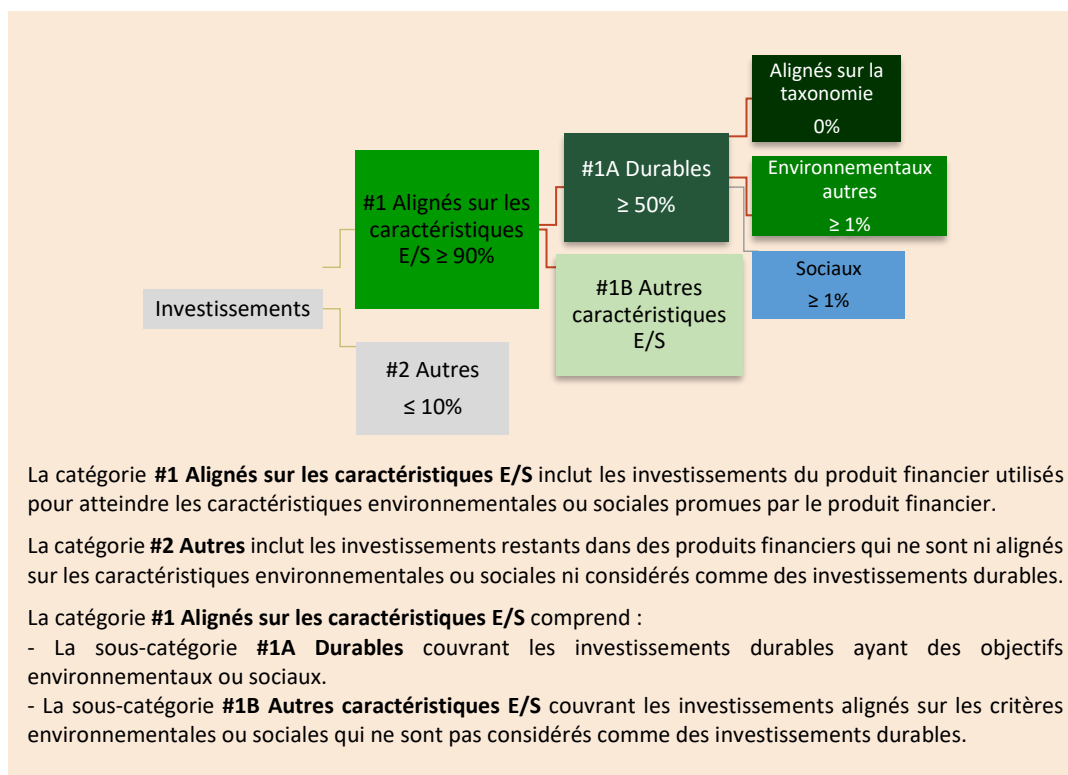 Alignés sur la
taxonomie
0%
#1A Durables
≥ 50%
Environnementaux
autres
≥ 1%
#1 Alignés sur les
caractéristiques
E/S ≥ 90%
Sociaux
≥ 1%
#1B Autres
caractéristiques
E/S
Investissements
#2 Autres
≤ 10%
La catégorie #1 Alignés sur les caractéristiques E/S inclut les investissements du produit financier utilisés
pour atteindre les caractéristiques environnementales ou sociales promues par le produit financier.
La catégorie #2 Autres inclut les investissements restants dans des produits financiers qui ne sont ni alignés
sur les caractéristiques environnementales ou sociales ni considérés comme des investissements durables.
La catégorie #1 Alignés sur les caractéristiques E/S comprend :
- La sous-catégorie #1A Durables couvrant les investissements durables ayant des objectifs
environnementaux ou sociaux.
- La sous-catégorie #1B Autres caractéristiques E/S couvrant les investissements alignés sur les critères
environnementales ou sociales qui ne sont pas considérés comme des investissements durables.